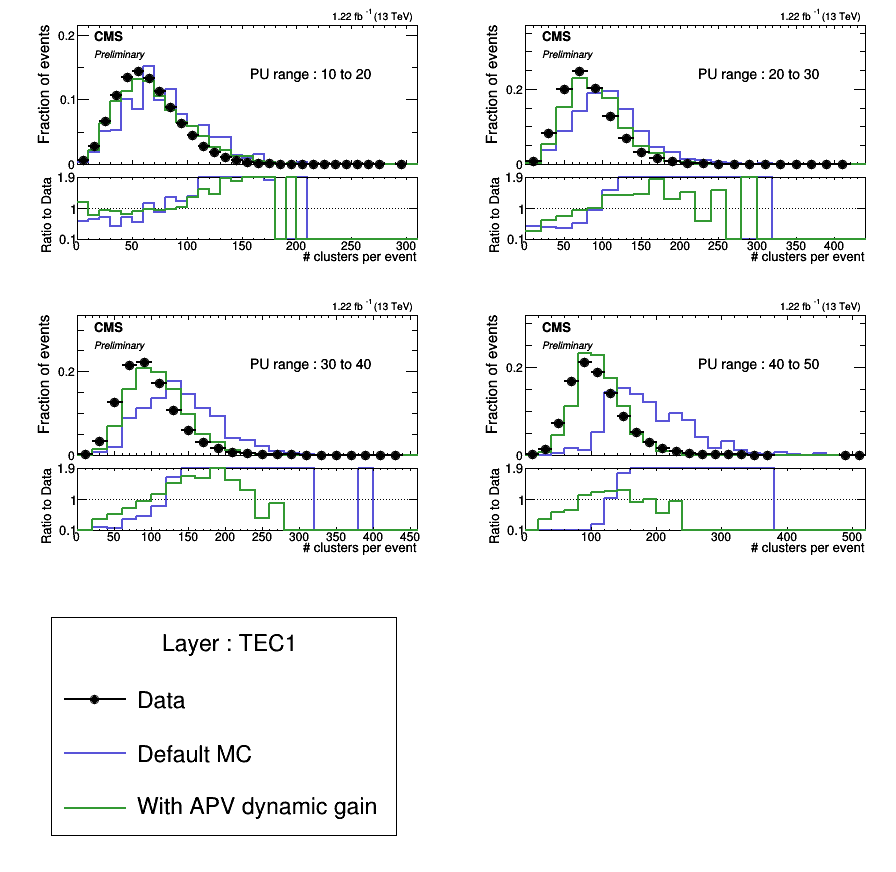 1.22 fb⁻¹ (13 TeV)
CMS
Preliminary
PU range : 10 to 20
Fraction of events
0.2
0.1
0
Ratio to Data
1.9
1
0.1
0 50 100 150 200 250 300
# clusters per event
1.22 fb⁻¹ (13 TeV)
CMS
Preliminary
PU range : 20 to 30
Fraction of events
0.2
0
Ratio to Data
1.9
1
0.1
0 50 100 150 200 250 300 350 400
# clusters per event
1.22 fb⁻¹ (13 TeV)
CMS
Preliminary
PU range : 30 to 40
Fraction of events
0.2
0
Ratio to Data
1.9
1
0.1
0 50 100 150 200 250 300 350 400 450
# clusters per event
1.22 fb⁻¹ (13 TeV)
CMS
Preliminary
PU range : 40 to 50
Fraction of events
0.2
0
Ratio to Data
1.9
1
0.1
0 100 200 300 400 500
# clusters per event
Layer : TEC1
Data
Default MC
With APV dynamic gain